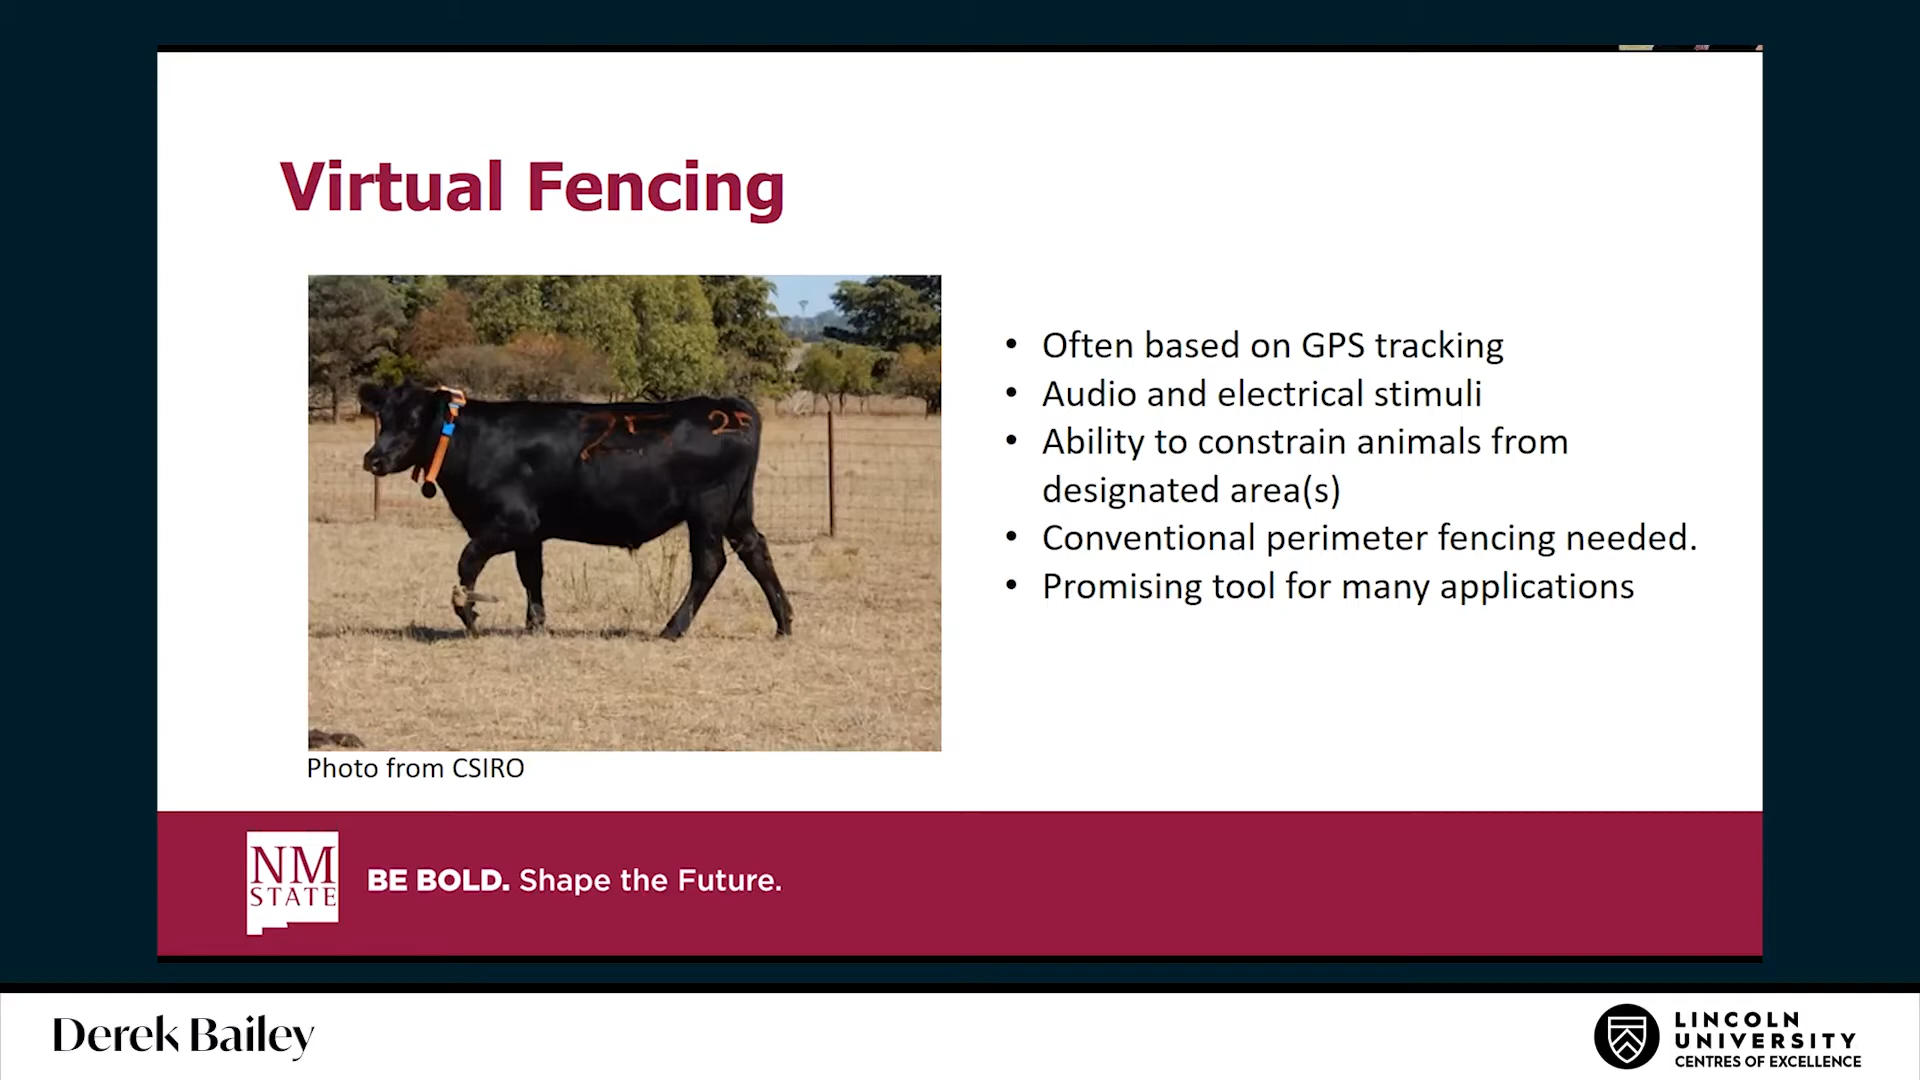 Virtual Fencing
• Often based on GPS tracking
• Audio and electrical stimuli
• Ability to constrain animals from
designated area(s)
• Conventional perimeter fencing needed.
• Promising tool for many applications
Photo from CSIRO
NM
STATE
BE BOLD. Shape the Future.
Derek Bailey
LINCOLN
UNIVERSITY
CENTRES OF EXCELLENCE